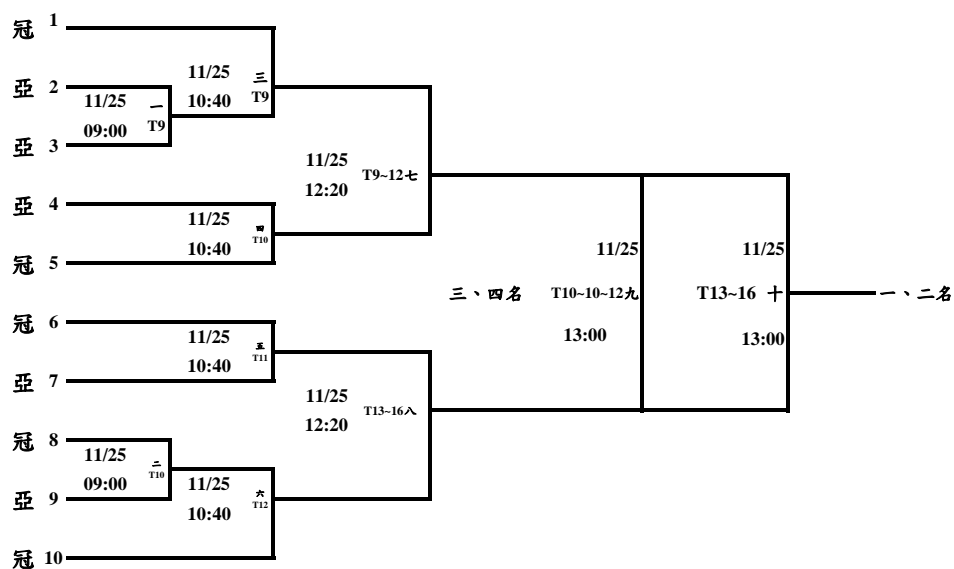 冠 1
亞 2
亞 3
亞 4
冠 5
冠 6
亞 7
冠 8
亞 9
冠 10
11/25
09:00
一
T9
11/25
10:40
三
T9
11/25
10:40
四
T10
11/25
10:40
五
T11
11/25
09:00
二
T10
11/25
10:40
六
T12
11/25
12:20
T9~12七
11/25
12:20
T13~16八
三、四名
11/25
T10~10~12九
13:00
11/25
T13~16 十
13:00
一、二名